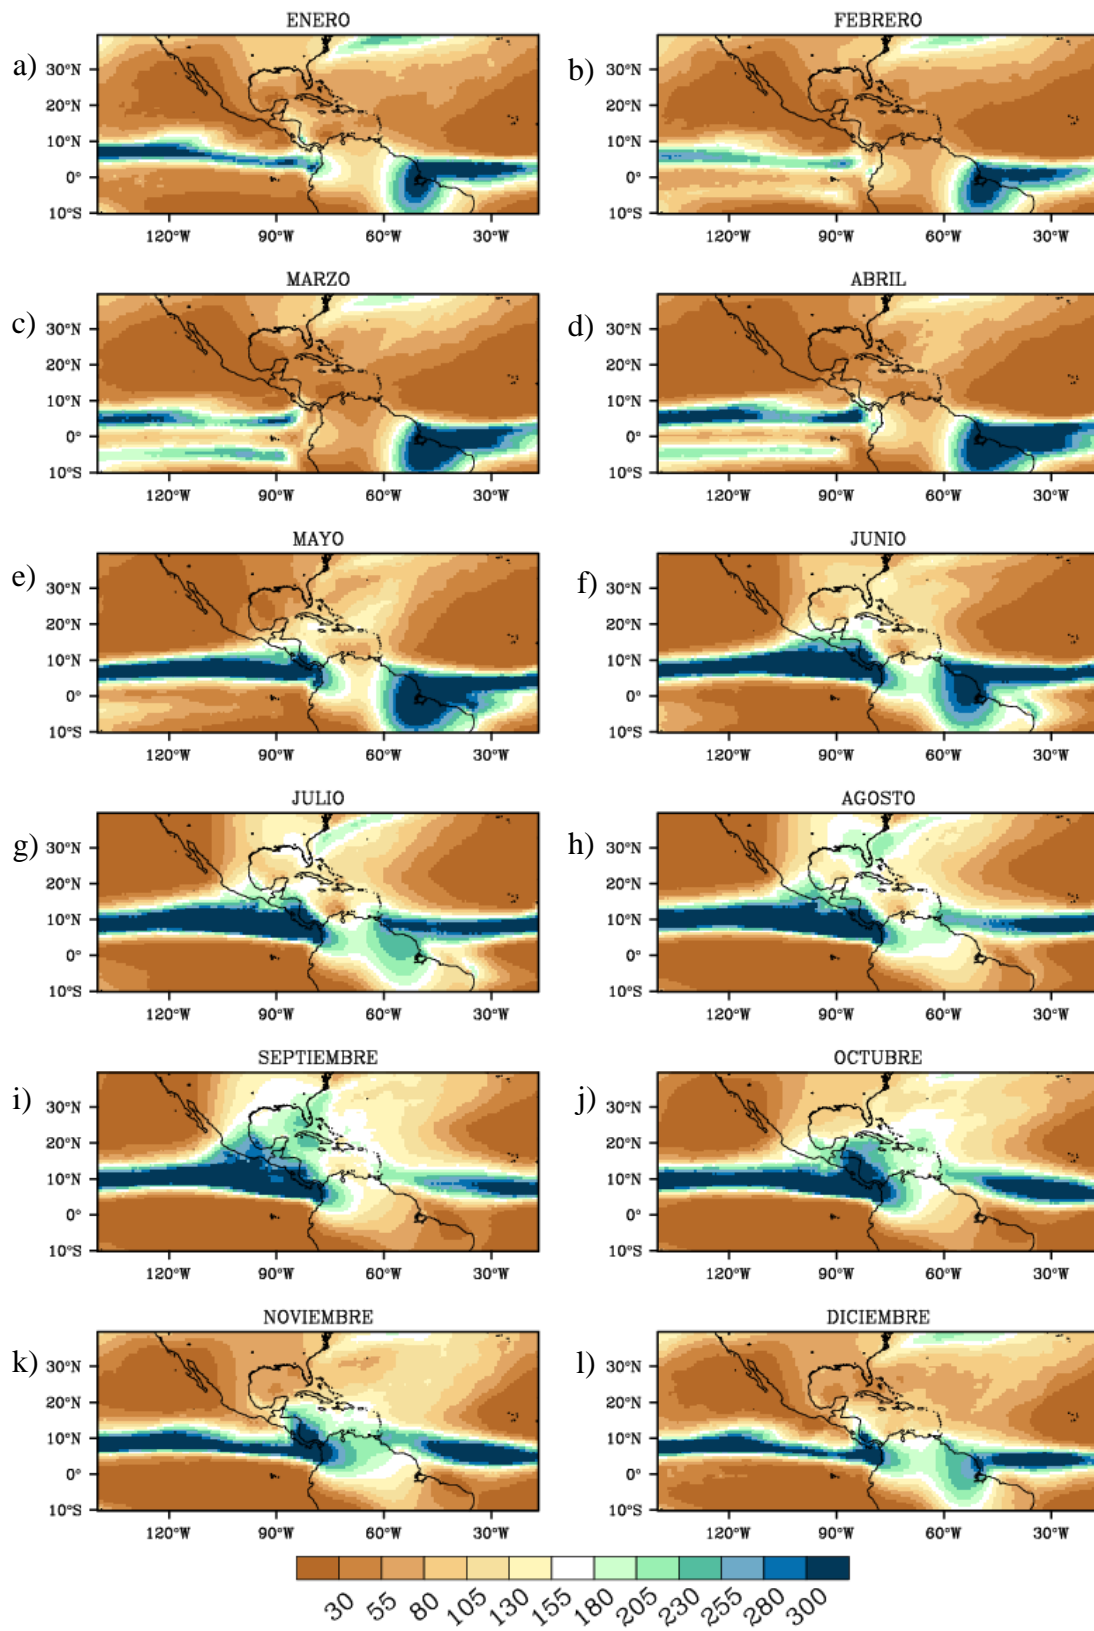 ENERO FEBRERO
a) b)
30°N 30°N
20°N 20°N
10°N 10°N
0° 0°
10°S 10°S
120°W 90°W 60°W 30°W 120°W 90°W 60°W 30°W
MARZO ABRIL
c) d)
30°N 30°N
20°N 20°N
10°N 10°N
0° 0°
10°S 10°S
120°W 90°W 60°W 30°W 120°W 90°W 60°W 30°W
MAYO JUNIO
e) f)
30°N 30°N
20°N 20°N
10°N 10°N
0° 0°
10°S 10°S
120°W 90°W 60°W 30°W 120°W 90°W 60°W 30°W
JULIO AGOSTO
g) h)
30°N 30°N
20°N 20°N
10°N 10°N
0° 0°
10°S 10°S
120°W 90°W 60°W 30°W 120°W 90°W 60°W 30°W
SEPTIEMBRE OCTUBRE
i) j)
30°N 30°N
20°N 20°N
10°N 10°N
0° 0°
10°S 10°S
120°W 90°W 60°W 30°W 120°W 90°W 60°W 30°W
NOVIEMBRE DICIEMBRE
k) l)
30°N 30°N
20°N 20°N
10°N 10°N
0° 0°
10°S 10°S
120°W 90°W 60°W 30°W 120°W 90°W 60°W 30°W
30 55 80 105 130 155 180 205 230 255 280 300